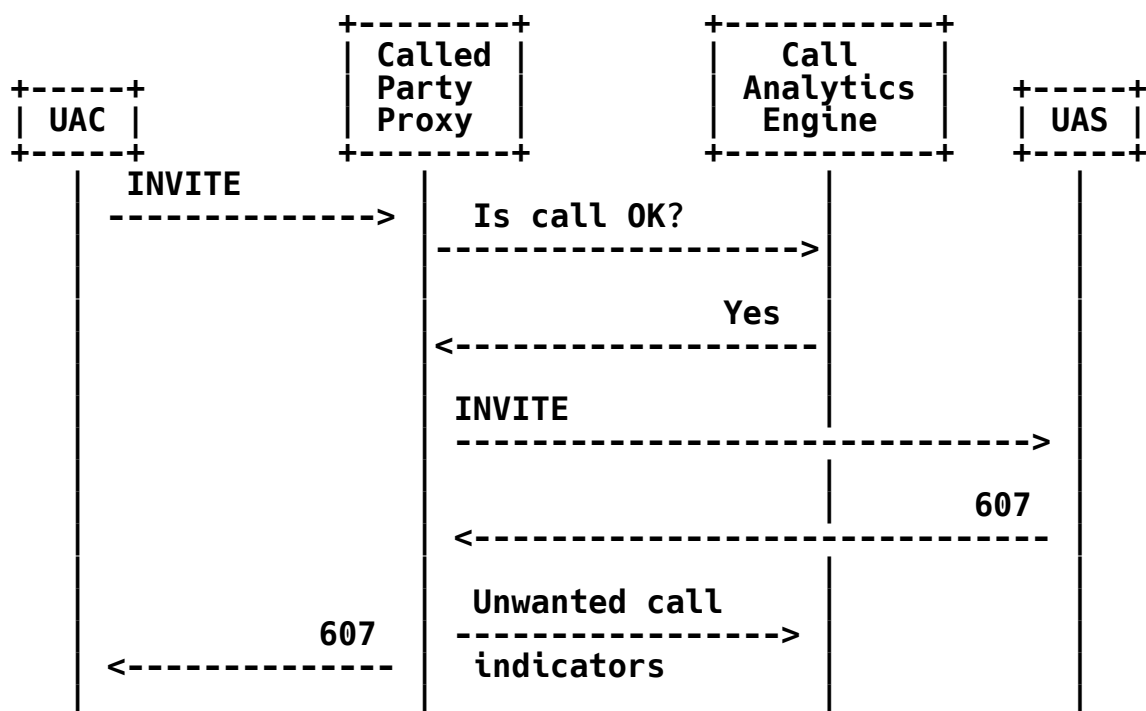 Called
Party
Proxy
Call
Analytics
Engine
UAC
UAS
INVITE
Is call OK?
Yes
INVITE
607
Unwanted call
607
indicators